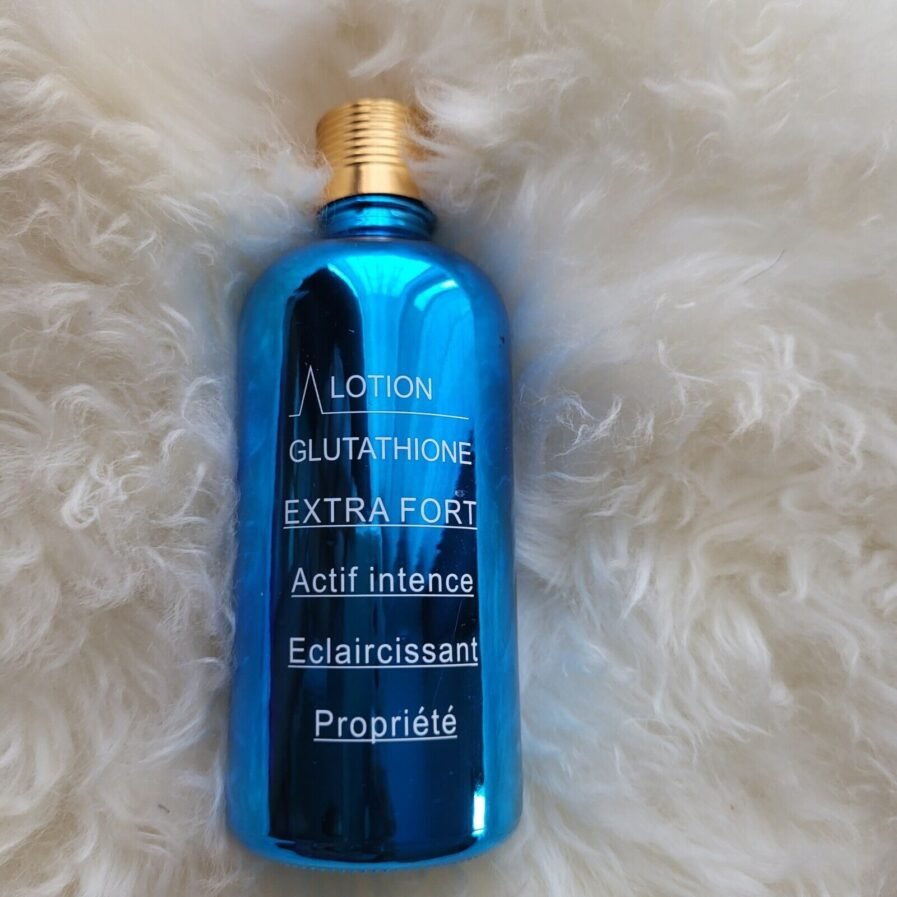 LOTION
GLUTATHIONE
EXTRA FORT
Actif intence
Eclaircissant
Propriété